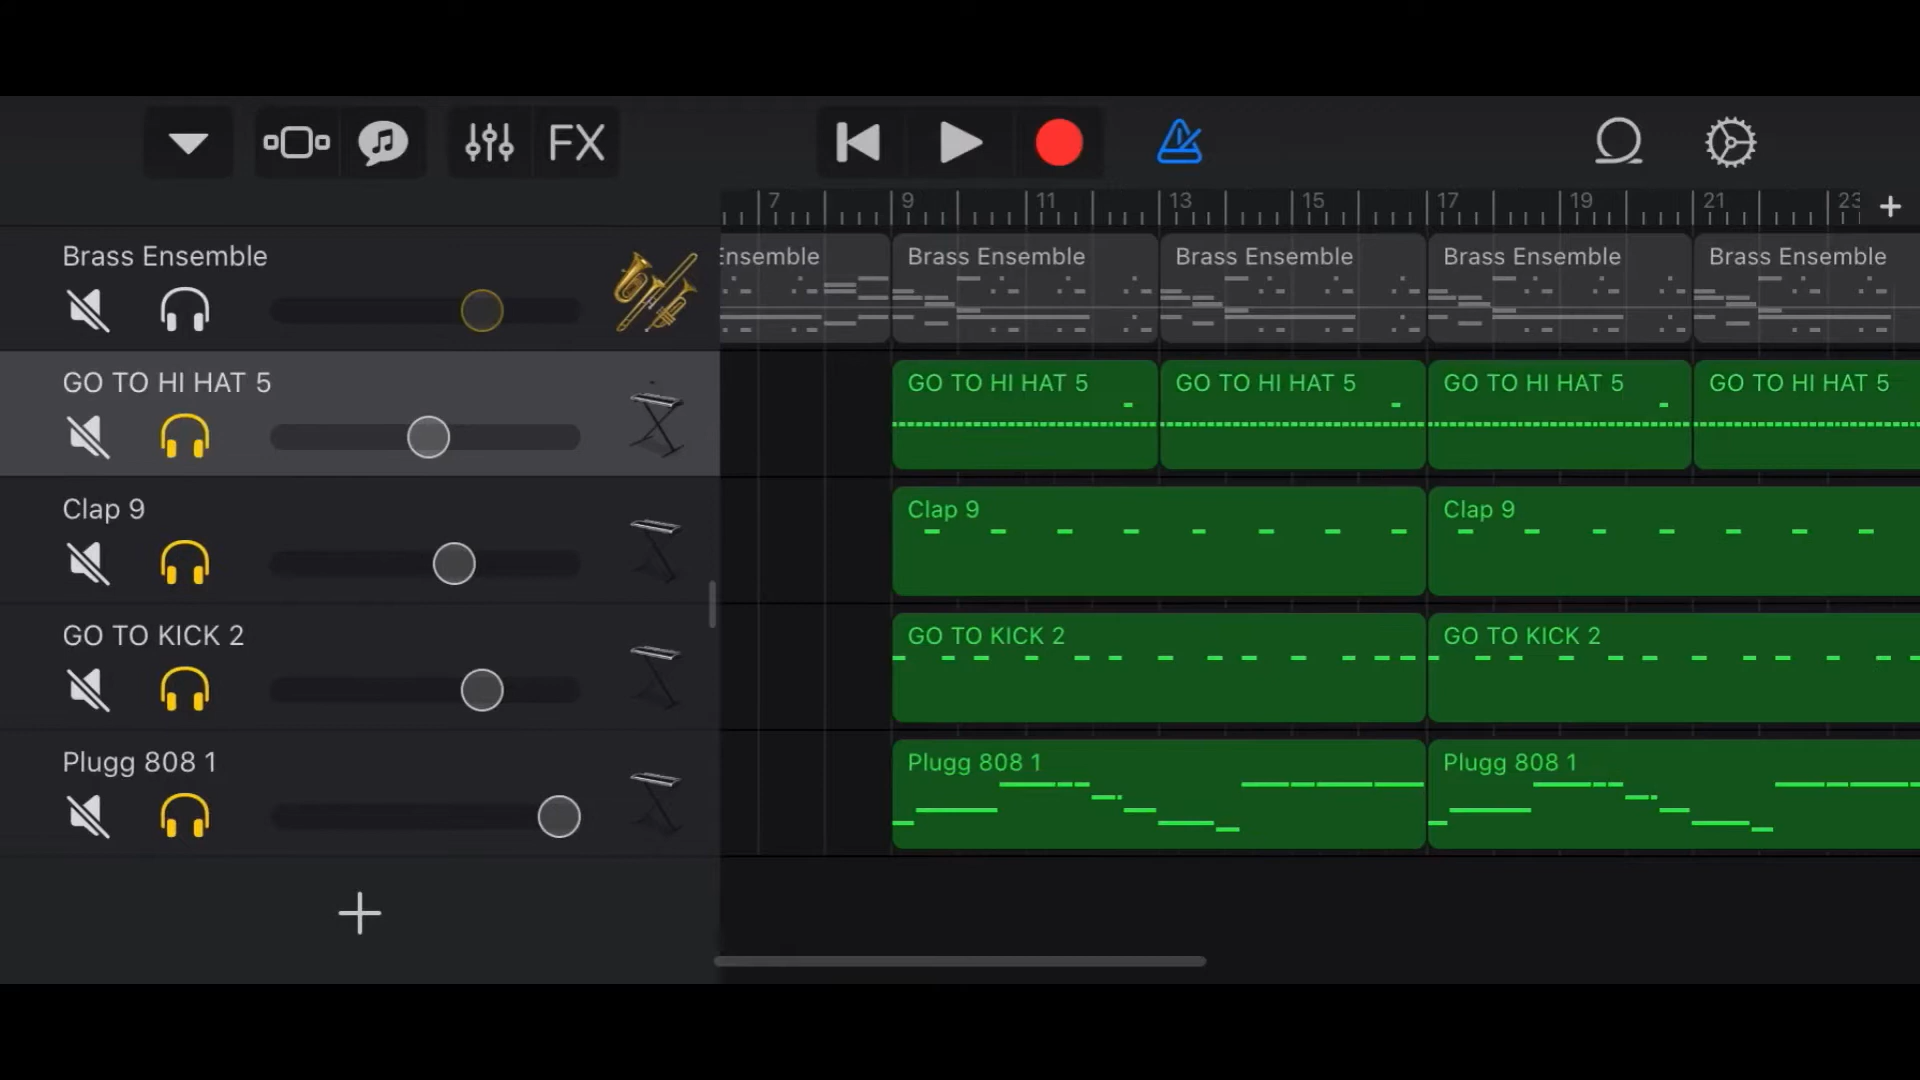 FX
7 9 11 13 15 17 19 21 23
Brass Ensemble
Ensemble Brass Ensemble Brass Ensemble Brass Ensemble Brass Ensemble
GO TO HI HAT 5
GO TO HI HAT 5 GO TO HI HAT 5 GO TO HI HAT 5 GO TO HI HAT 5
Clap 9
Clap 9 Clap 9
GO TO KICK 2
GO TO KICK 2 GO TO KICK 2
Plugg 808 1
Plugg 808 1 Plugg 808 1